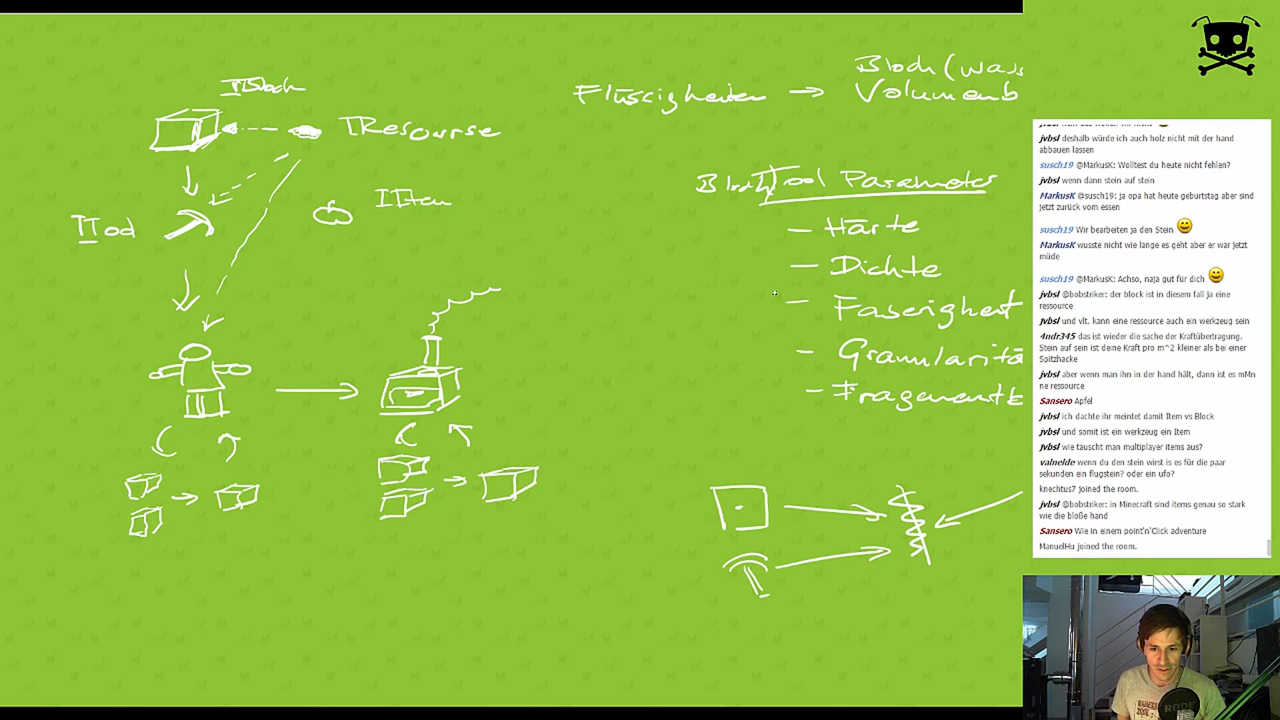 IBlock
IResourse
IItem
ITool
Flüssigkeiten → Block (wass
Volumenb
Block/Tool Parameter
– Härte
– Dichte
– Faserigkeit
– Granularitä
– Fragmentt
jvbsl deshalb würde ich auch holz nicht mit der hand
abbauen lassen
susch19 @MarkusK: Wolltest du heute nicht fehlen?
jvbsl wenn dann stein auf stein
MarkusK @susch19: ja opa hat heute geburtstag aber sind
jetzt zurück vom essen
susch19 Wir bearbeiten ja den Stein
MarkusK wusste nicht wie lange es geht aber er war jetzt
müde
susch19 @MarkusK: Achso, naja gut für dich
jvbsl @bobstriker: der block ist in diesem fall ja eine
ressource
jvbsl und vlt. kann eine ressource auch ein werkzeug sein
4ndr345 das ist wieder die sache der Kraftübertragung.
Stein auf sein ist deine Kraft pro m^2 kleiner als bei einer
Spitzhacke
jvbsl aber wenn man ihn in der hand hält, dann ist es mMn
ne ressource
Sansero Apfel
jvbsl ich dachte ihr meintet damit Item vs Block
jvbsl und somit ist ein werkzeug ein Item
jvbsl wie tauscht man multiplayer items aus?
valnelde wenn du den stein wirst is es für die paar
sekunden ein flugstein? oder ein ufo?
knechtus7 joined the room.
jvbsl @bobstriker: in Minecraft sind items genau so stark
wie die bloße hand
Sansero Wie in einem point'n'Click adventure
ManuelHu joined the room.
RODE